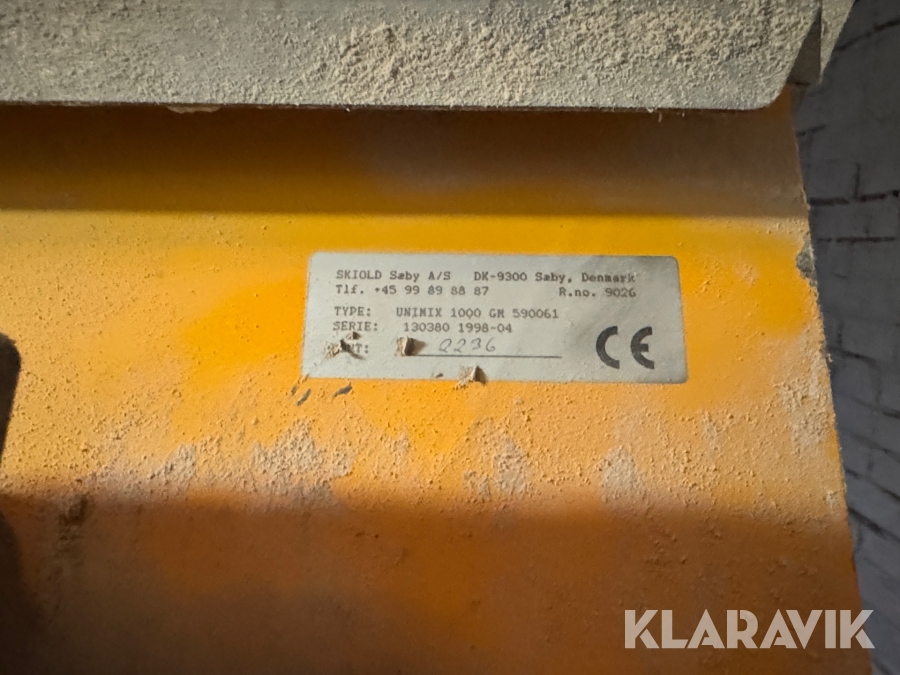 SKIOLD Sæby A/S DK-9300 Sæby, Denmark
Tlf. +45 99 89 88 87 R.no. 9026
TYPE: UNIMIX 1000 GM 590061
SERIE: 130380 1998-04
0236
CE
KLARAVIK